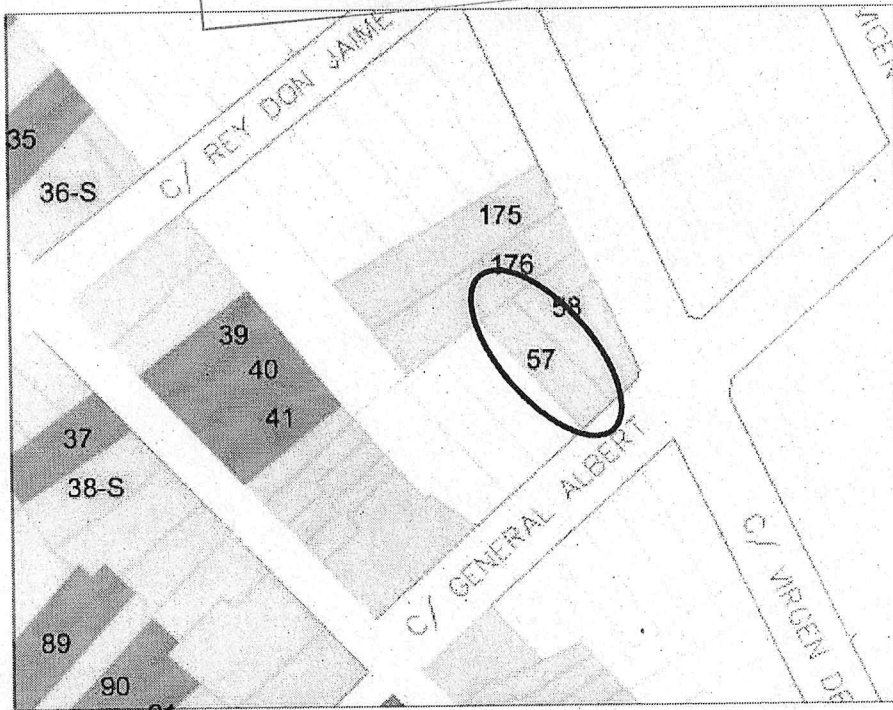 C/ REY DON JAIME
35
36-S
175
176
58
57
39
40
41
37
38-S
C/ GENERAL ALBERT
C/ VIRGEN DE
89
90